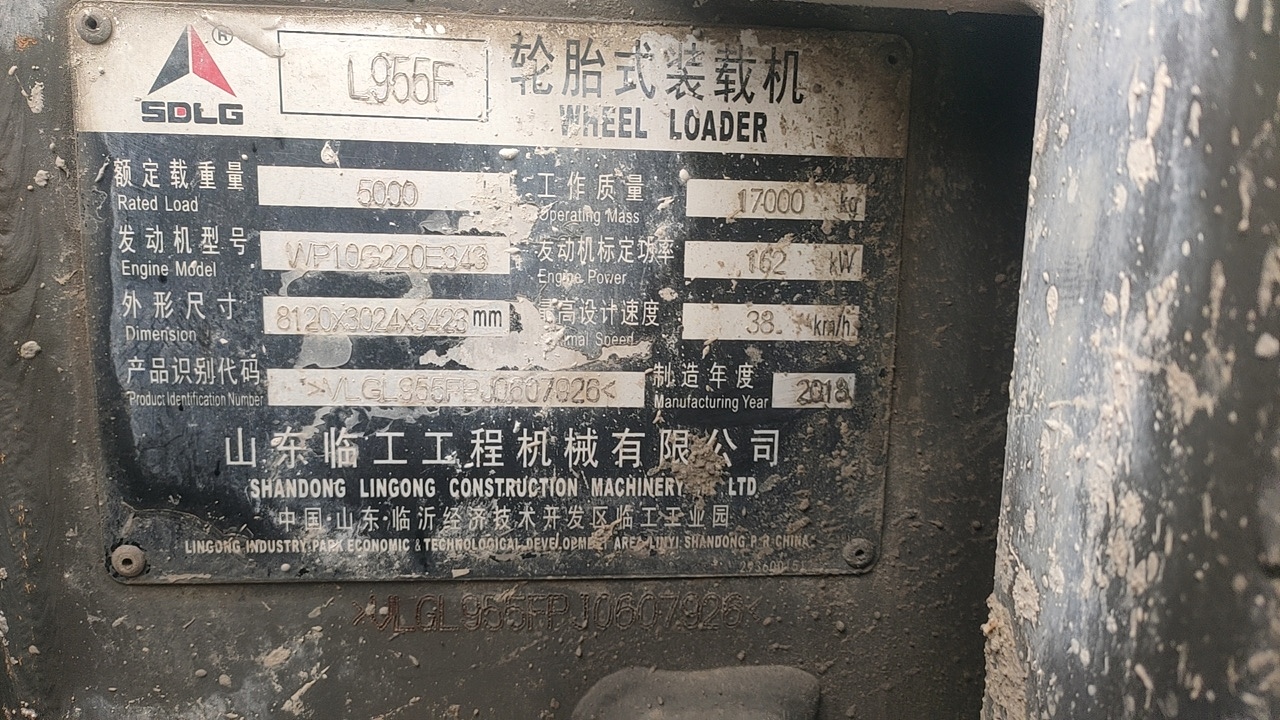 SDLG ®
L955F
轮胎式装载机
WHEEL LOADER
额定载重量 5000 工作质量 17000 kg
Rated Load Operating Mass
发动机型号 WP10G220E343 发动机标定功率 162 kW
Engine Model Engine Power
外形尺寸 8120X3024X3423 mm 最高设计速度 38 km/h
Dimension Speed
产品识别代码 >VLGL955FPJ0607926< 制造年度 2018
Product Identification Number Manufacturing Year
山东临工工程机械有限公司
SHANDONG LINGONG CONSTRUCTION MACHINERY LTD
中国·山东·临沂经济技术开发区临工工业园
LINGONG INDUSTRY PARK ECONOMIC & TECHNOLOGICAL DEVELOPMENT AREA LINYI SHANDONG P.R.CHINA
>VLGL955FPJ0607926<